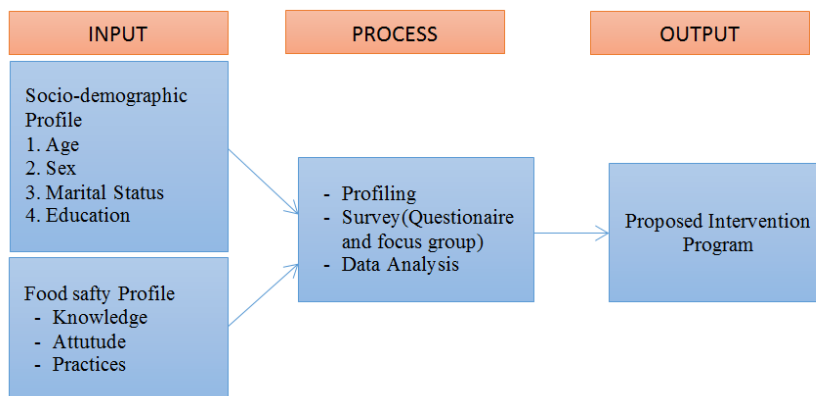 INPUT
PROCESS
OUTPUT
Socio-demographic
Profile
1. Age
2. Sex
3. Marital Status
4. Education
Food safty Profile
- Knowledge
- Attutude
- Practices
- Profiling
- Survey(Questionaire
and focus group)
- Data Analysis
Proposed Intervention
Program